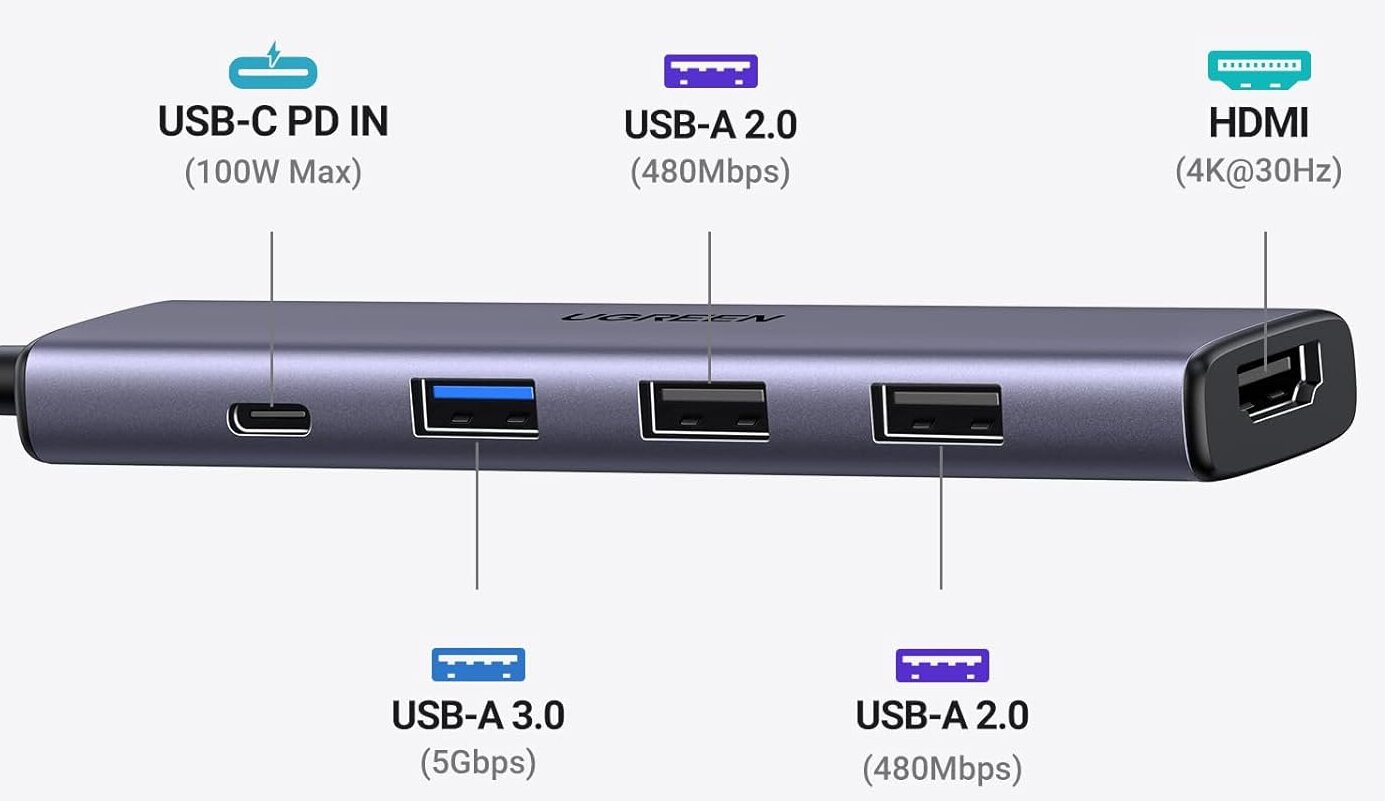 USB-C PD IN
(100W Max)
USB-A 2.0
(480Mbps)
HDMI
(4K@30Hz)
UGREEN
USB-A 3.0
(5Gbps)
USB-A 2.0
(480Mbps)